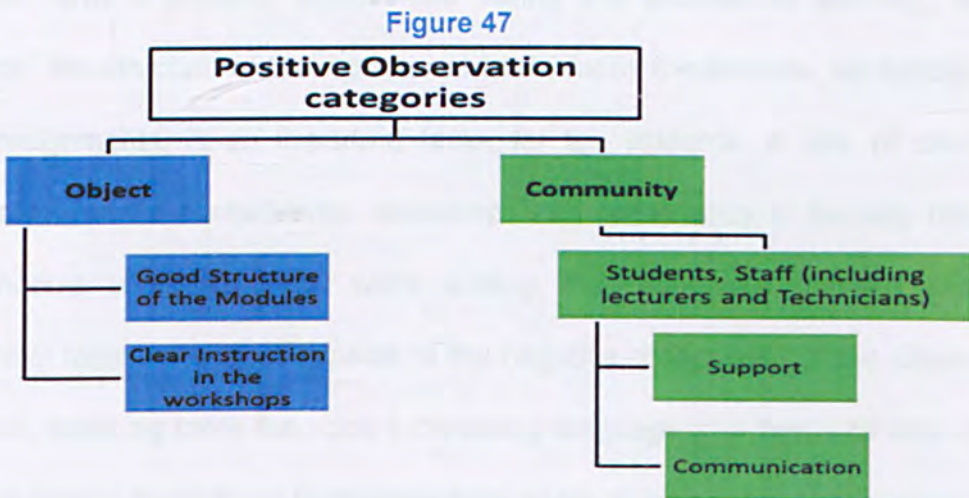 Figure 47
Positive Observation
categories
Object
Good Structure
of the Modules
Clear Instruction
in the
workshops
Community
Students, Staff (including
lecturers and Technicians)
Support
Communication